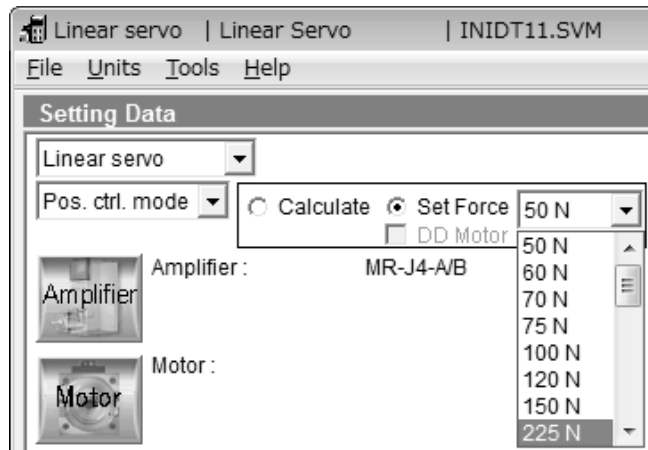 Linear servo | Linear Servo | INIDT11.SVM
File Units Tools Help
Setting Data
Linear servo
Pos. ctrl. mode
Calculate Set Force 50 N
DD Motor
50 N
60 N
70 N
75 N
100 N
120 N
150 N
225 N
Amplifier
Amplifier : MR-J4-A/B
Motor
Motor :